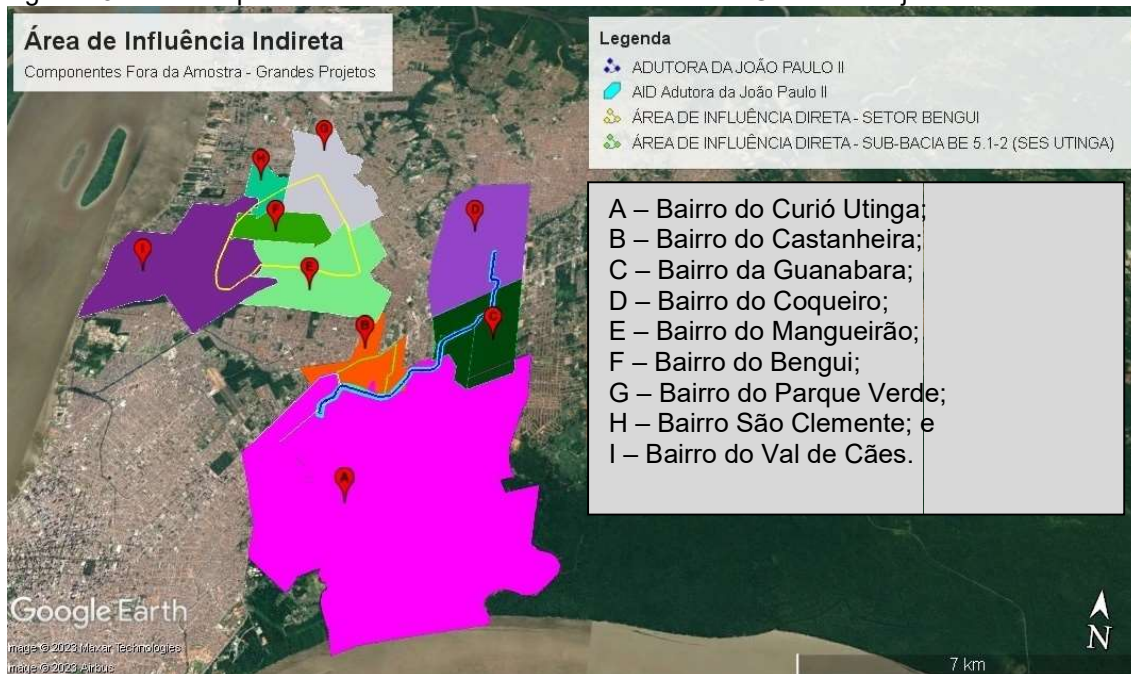 Área de Influência Indireta
Componentes Fora da Amostra - Grandes Projetos
Legenda
ADUTORA DA JOÃO PAULO II
AID Adutora da João Paulo II
ÁREA DE INFLUÊNCIA DIRETA - SETOR BENGUI
ÁREA DE INFLUÊNCIA DIRETA - SUB-BACIA BE 5.1-2 (SES UTINGA)
A – Bairro do Curió Utinga;
B – Bairro do Castanheira;
C – Bairro da Guanabara;
D – Bairro do Coqueiro;
E – Bairro do Mangueirão;
F – Bairro do Bengui;
G – Bairro do Parque Verde;
H – Bairro São Clemente; e
I – Bairro do Val de Cães.
G
H
F
D
I
E
C
B
A
Google Earth
Image © 2023 Maxar Technologies
Image © 2023 Airbus
N
7 km